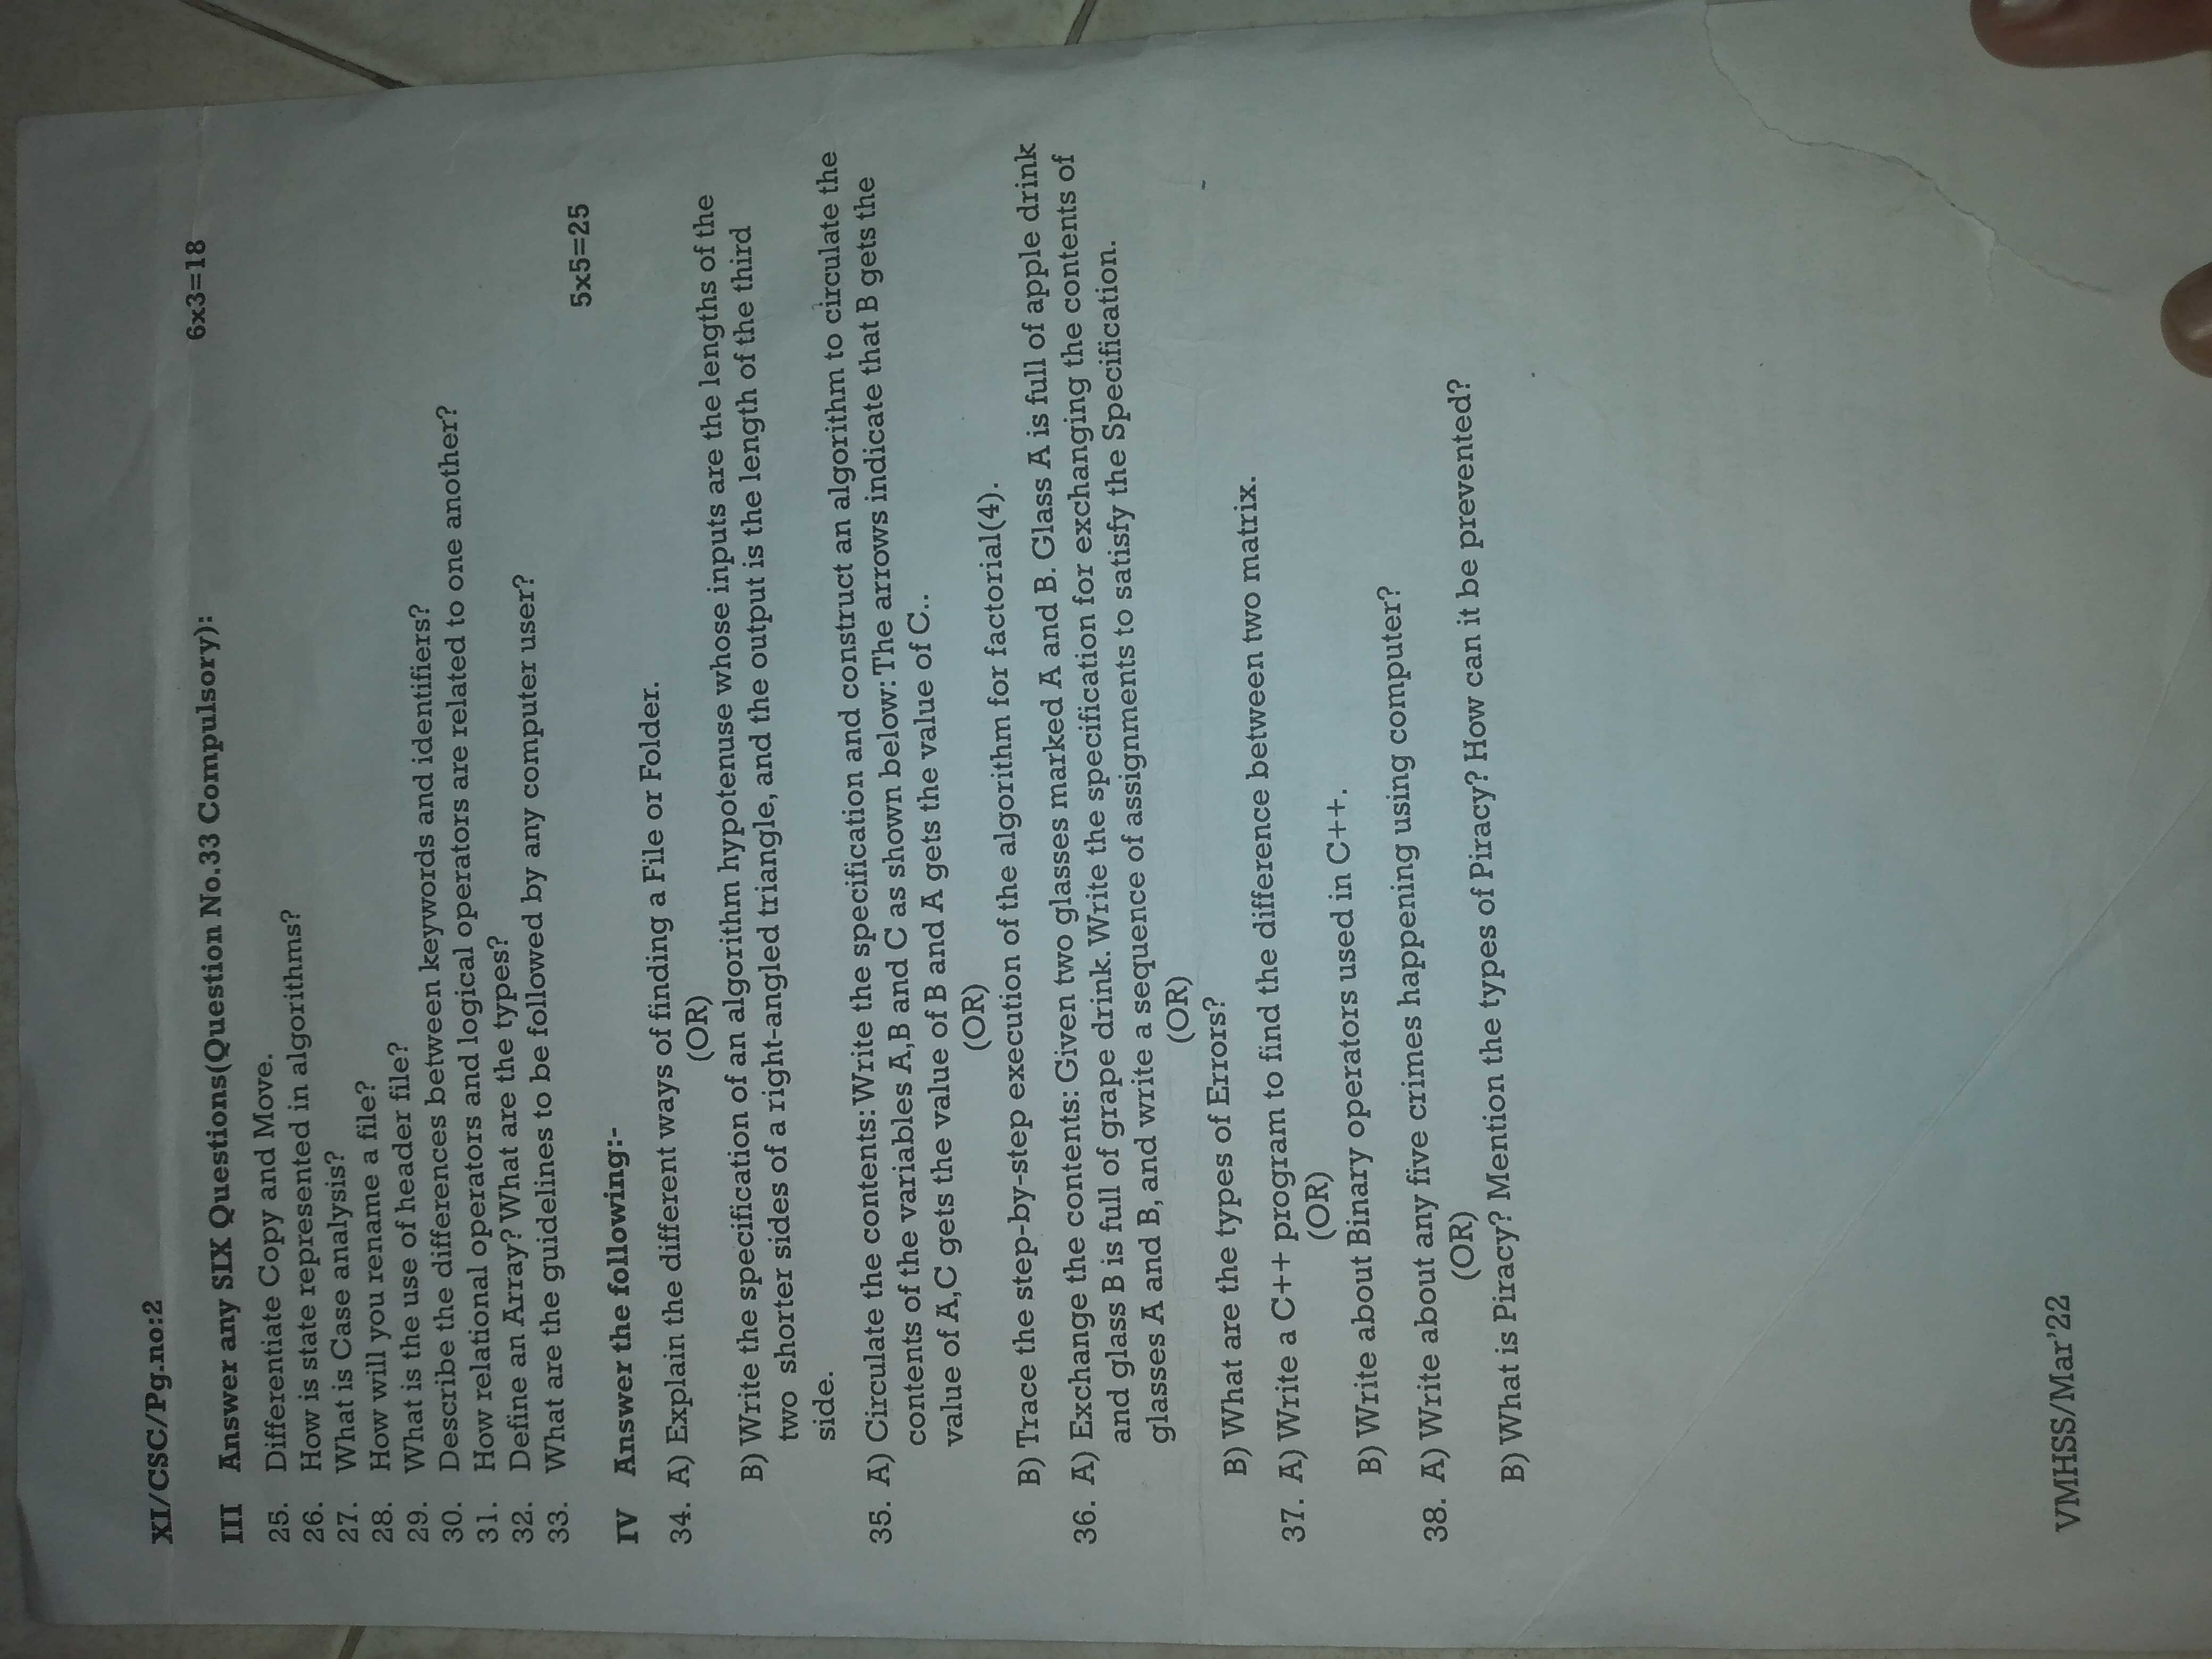 XI/CSC/Pg.no:2
III Answer any SIX Questions(Question No.33 Compulsory): 6x3=18
25. Differentiate Copy and Move.
26. How is state represented in algorithms?
27. What is Case analysis?
28. How will you rename a file?
29. What is the use of header file?
30. Describe the differences between keywords and identifiers?
31. How relational operators and logical operators are related to one another?
32. Define an Array? What are the types?
33. What are the guidelines to be followed by any computer user?
IV Answer the following:- 5x5=25
34. A) Explain the different ways of finding a File or Folder.
(OR)
B) Write the specification of an algorithm hypotenuse whose inputs are the lengths of the
two shorter sides of a right-angled triangle, and the output is the length of the third
side.
35. A) Circulate the contents: Write the specification and construct an algorithm to circulate the
contents of the variables A,B and C as shown below: The arrows indicate that B gets the
value of A,C gets the value of B and A gets the value of C..
(OR)
B) Trace the step-by-step execution of the algorithm for factorial(4).
36. A) Exchange the contents: Given two glasses marked A and B. Glass A is full of apple drink
and glass B is full of grape drink. Write the specification for exchanging the contents of
glasses A and B, and write a sequence of assignments to satisfy the Specification.
(OR)
B) What are the types of Errors?
37. A) Write a C++ program to find the difference between two matrix.
(OR)
B) Write about Binary operators used in C++.
38. A) Write about any five crimes happening using computer?
(OR)
B) What is Piracy? Mention the types of Piracy? How can it be prevented?
VMHSS/Mar'22